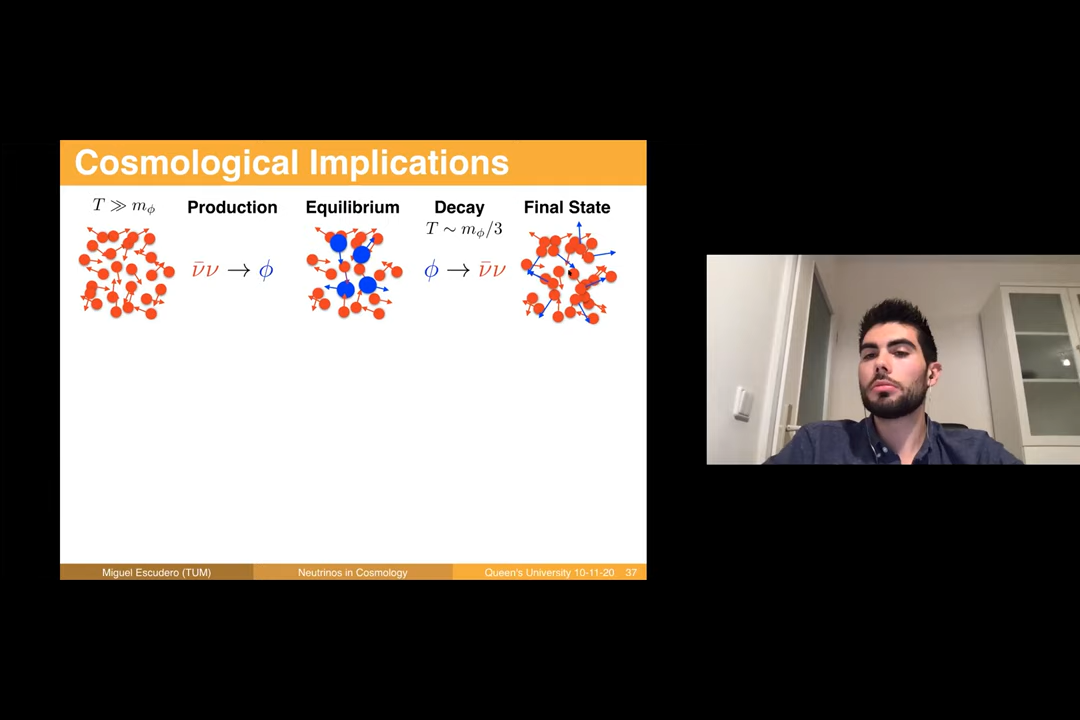 Cosmological Implications
T ≫ m_ϕ
Production
Equilibrium
Decay
Final State
T ∼ m_ϕ/3
ν̄ν → ϕ
ϕ → ν̄ν
Miguel Escudero (TUM)
Neutrinos in Cosmology
Queen's University 10-11-20 37